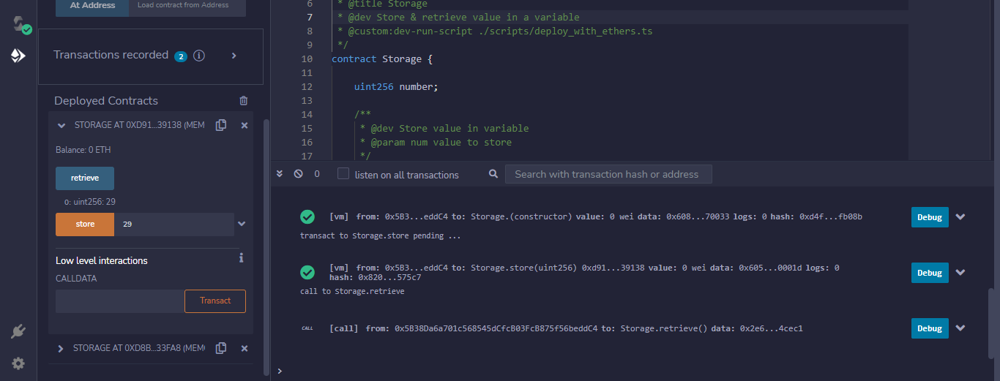 At Address
Load contract from Address
Transactions recorded 2 i
Deployed Contracts
STORAGE AT 0XD91...39138 (MEM
Balance: 0 ETH
retrieve
0: uint256: 29
store 29
Low level interactions i
CALLDATA
Transact
STORAGE AT 0XD8B...33FA8 (MEM
6 * @title Storage
7 * @dev Store & retrieve value in a variable
8 * @custom:dev-run-script ./scripts/deploy_with_ethers.ts
9 */
10 contract Storage {
11
12 uint256 number;
13
14 /**
15 * @dev Store value in variable
16 * @param num value to store
17 */
0 listen on all transactions Search with transaction hash or address
[vm] from: 0x5B3...eddC4 to: Storage.(constructor) value: 0 wei data: 0x608...70033 logs: 0 hash: 0xd4f...fb08b
Debug
transact to Storage.store pending ...
[vm] from: 0x5B3...eddC4 to: Storage.store(uint256) 0xd91...39138 value: 0 wei data: 0x605...0001d logs: 0
hash: 0x820...575c7
Debug
call to Storage.retrieve
CALL [call] from: 0x5B38Da6a701c568545dCfcB03FcB875f56beddC4 to: Storage.retrieve() data: 0x2e6...4cec1
Debug
>